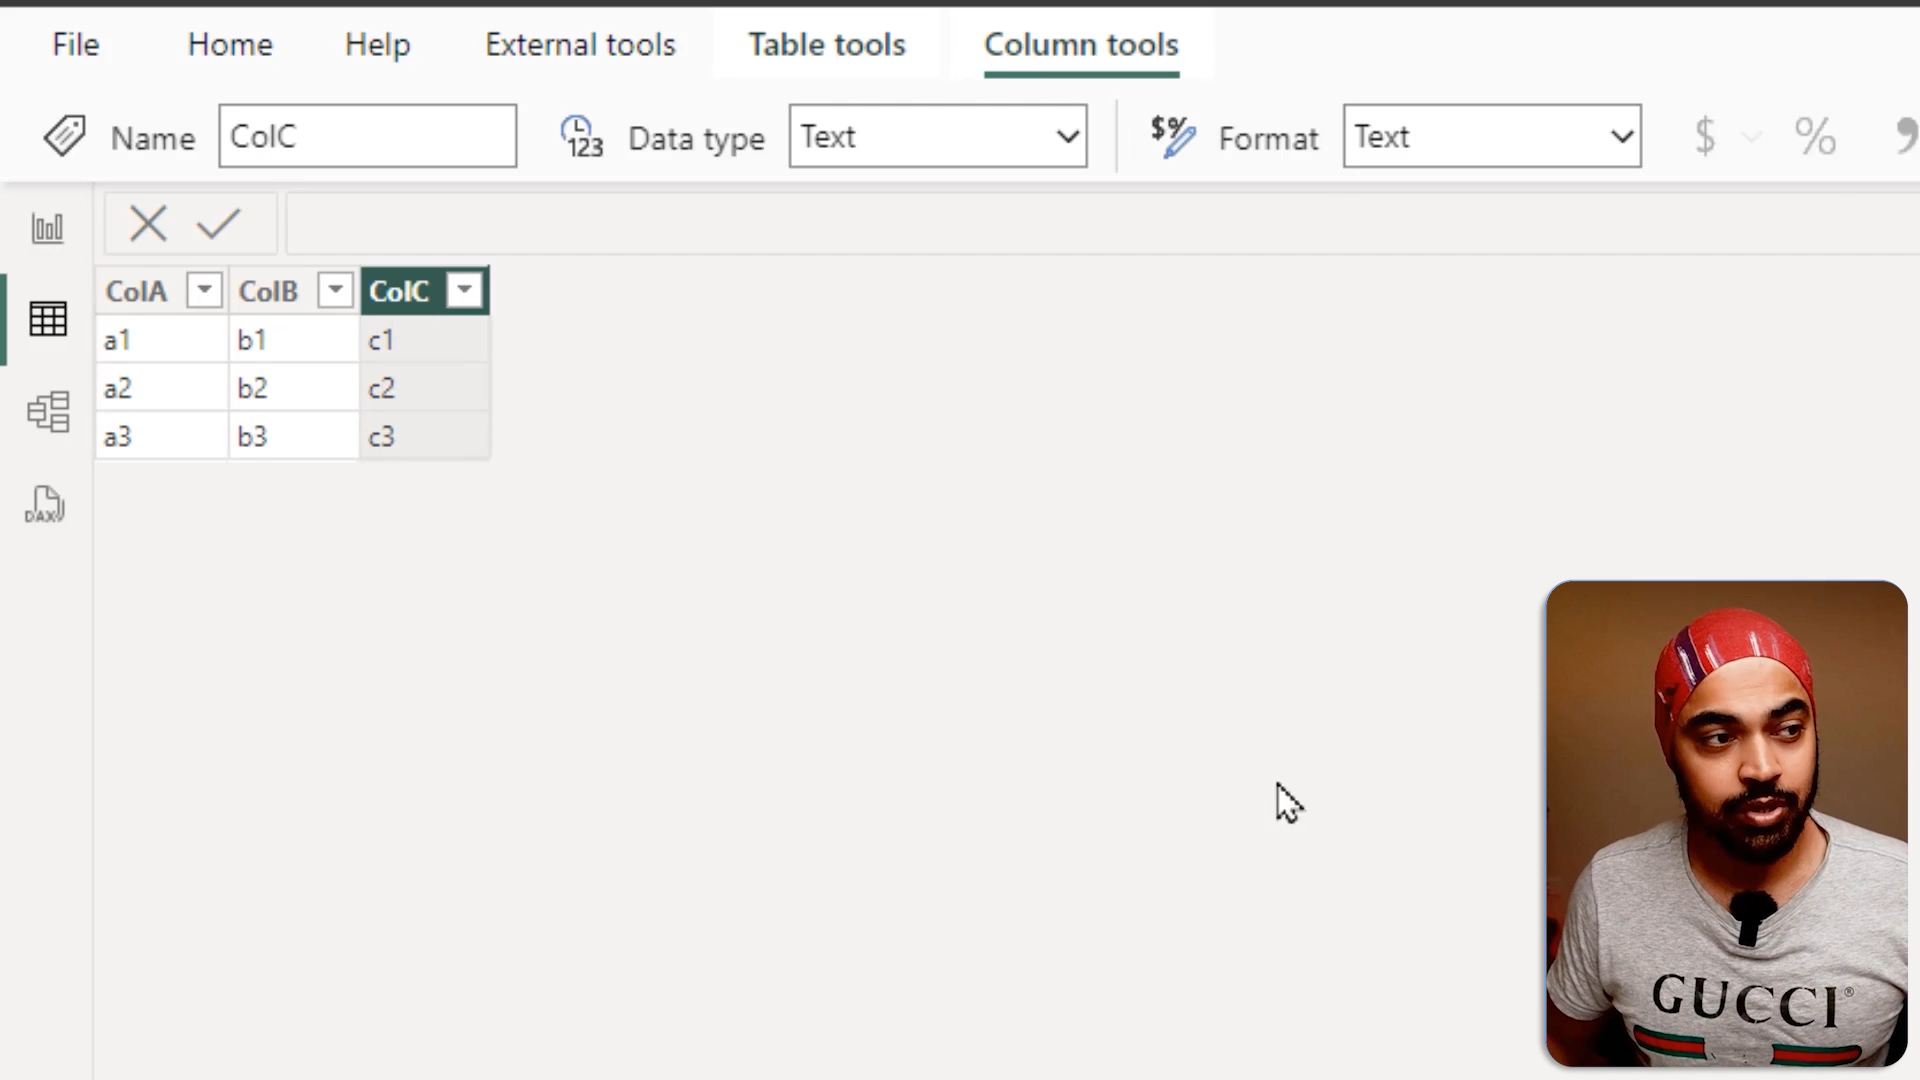 File Home Help External tools Table tools Column tools
Name ColC 123 Data type Text $% Format Text $ % ,
ColA ColB ColC
a1 b1 c1
a2 b2 c2
a3 b3 c3
DAX
GUCCI®